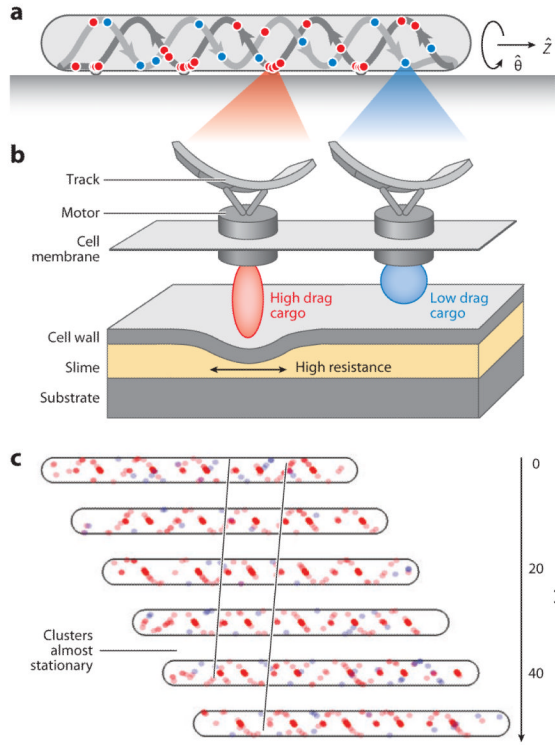 a
ẑ
θ̂
b
Track
Motor
Cell
membrane
High drag
cargo
Low drag
cargo
Cell wall
Slime
High resistance
Substrate
c
0
20
Clusters
almost
stationary
40